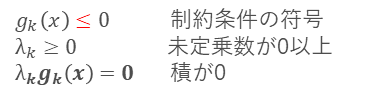 gₖ(x) ≤ 0 制約条件の符号
λₖ ≥ 0 未定乗数が0以上
λₖgₖ(x) = 0 積が0